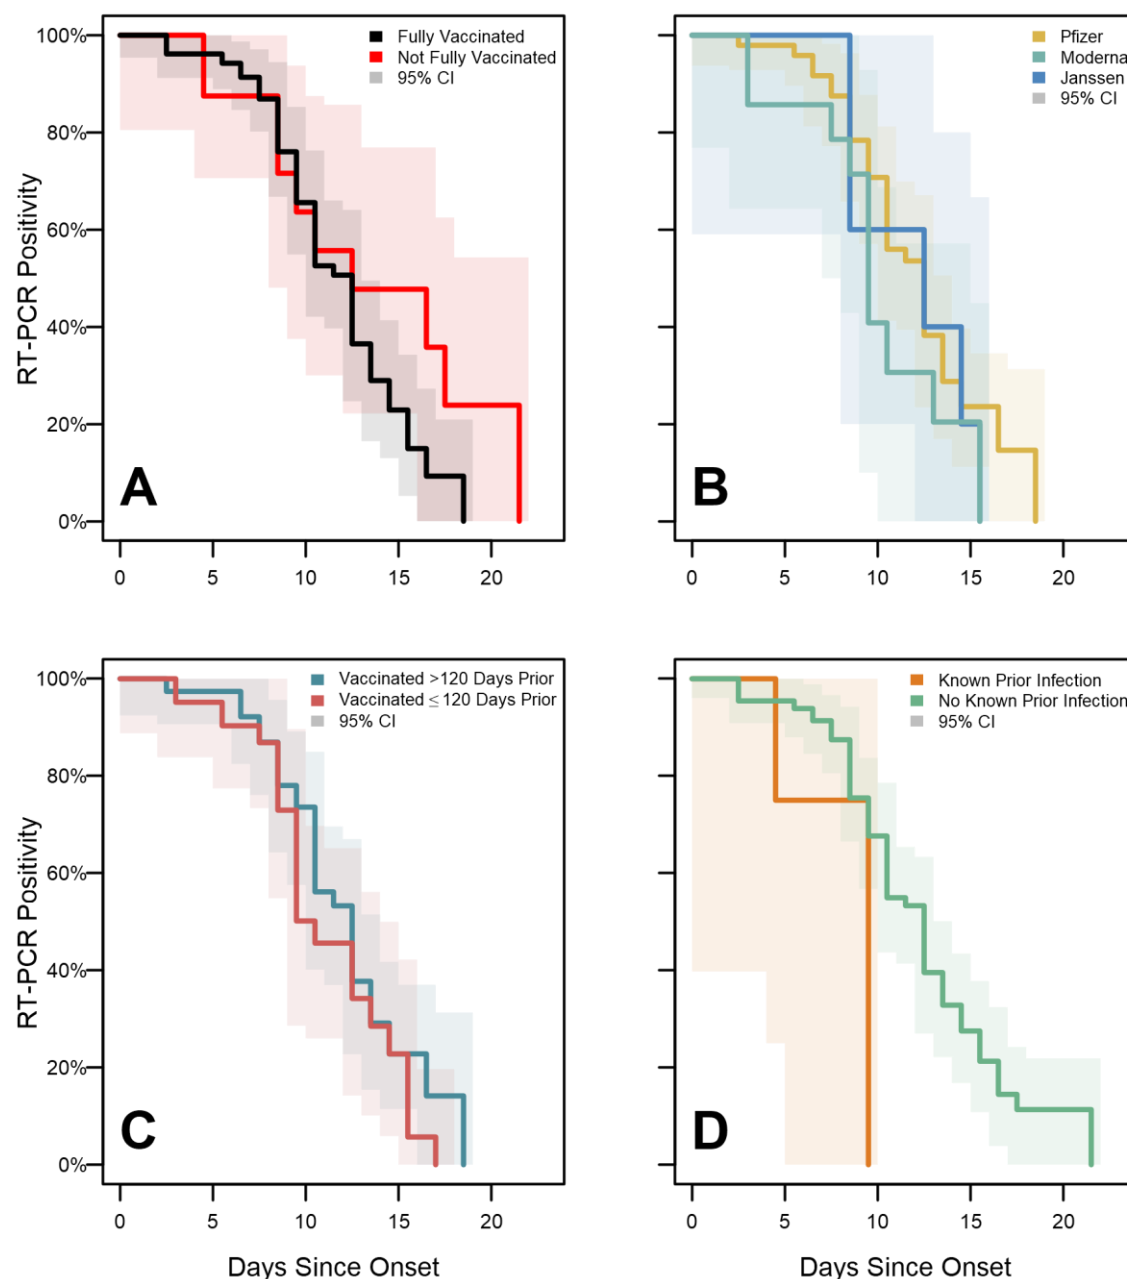 Fully Vaccinated
Not Fully Vaccinated
95% CI
100%
80%
60%
40%
20%
0%
RT-PCR Positivity
A
0 5 10 15 20
Pfizer
Moderna
Janssen
95% CI
B
0 5 10 15 20
Vaccinated >120 Days Prior
Vaccinated ≤ 120 Days Prior
95% CI
100%
80%
60%
40%
20%
0%
RT-PCR Positivity
C
0 5 10 15 20
Days Since Onset
Known Prior Infection
No Known Prior Infection
95% CI
D
0 5 10 15 20
Days Since Onset